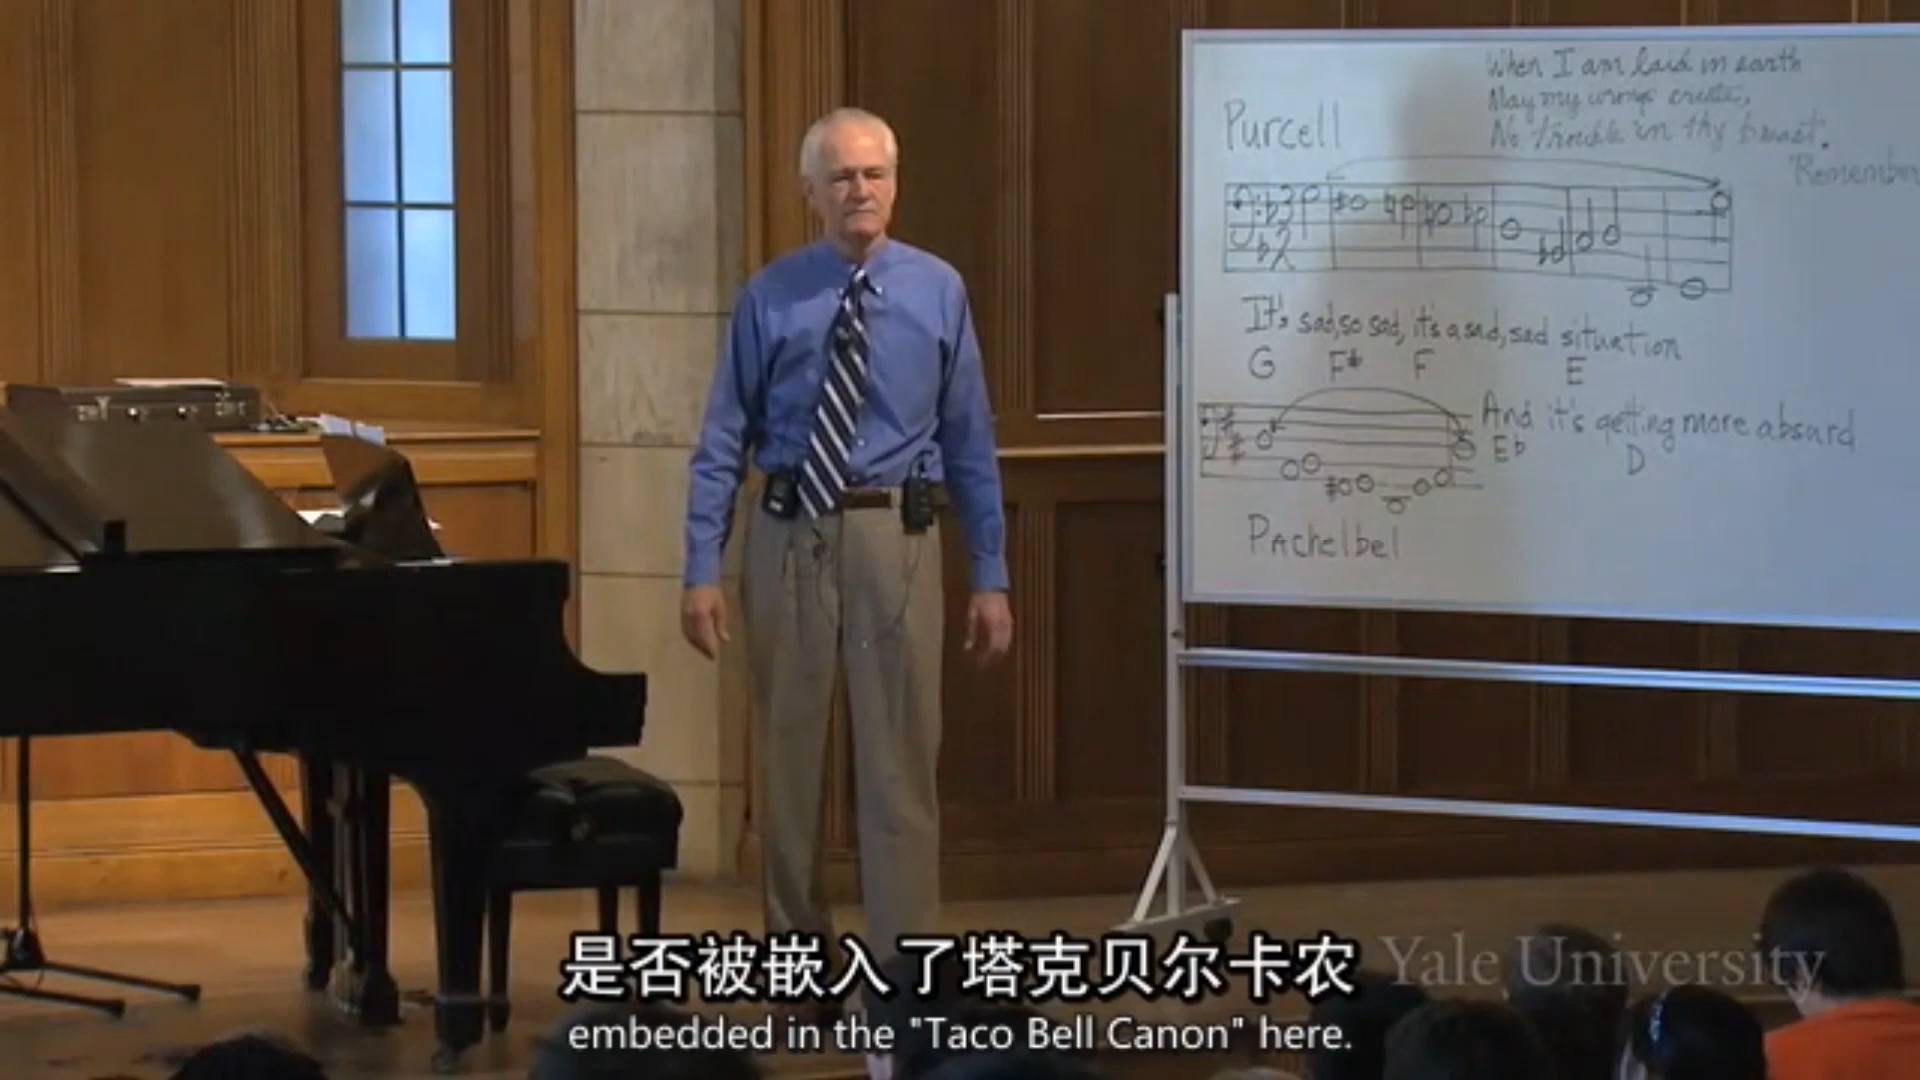 When I am laid in earth
May my wrongs create,
No trouble in thy breast.
Remember
Purcell
It's sad, so sad, it's a sad, sad situation
G F# F E
And it's getting more absurd
Eb D
Pachelbel
是否被嵌入了塔克贝尔卡农
embedded in the "Taco Bell Canon" here.
Yale University